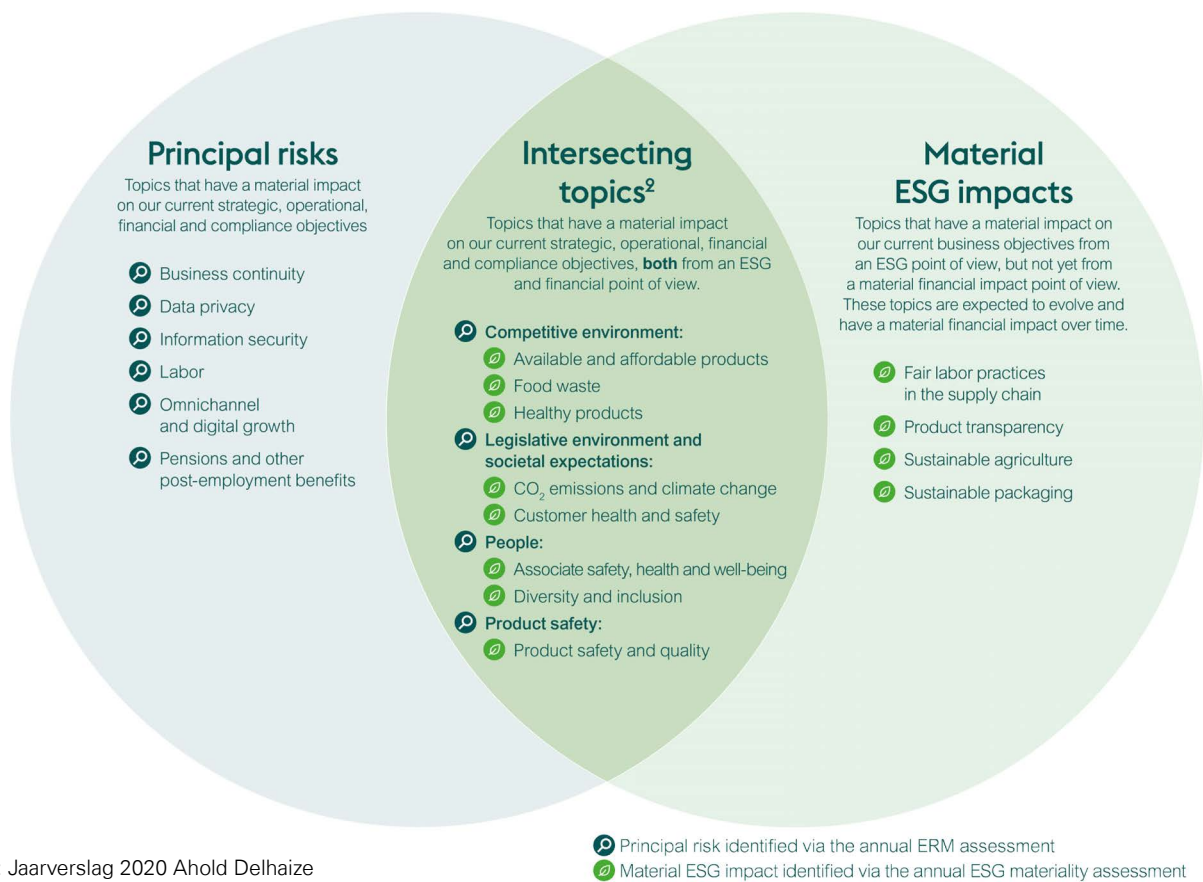 Principal risks
Topics that have a material impact
on our current strategic, operational,
financial and compliance objectives
Business continuity
Data privacy
Information security
Labor
Omnichannel
and digital growth
Pensions and other
post-employment benefits
Intersecting
topics²
Topics that have a material impact
on our current strategic, operational, financial
and compliance objectives, both from an ESG
and financial point of view.
Competitive environment:
Available and affordable products
Food waste
Healthy products
Legislative environment and
societal expectations:
CO₂ emissions and climate change
Customer health and safety
People:
Associate safety, health and well-being
Diversity and inclusion
Product safety:
Product safety and quality
Material
ESG impacts
Topics that have a material impact on
our current business objectives from
an ESG point of view, but not yet from
a material financial impact point of view.
These topics are expected to evolve and
have a material financial impact over time.
Fair labor practices
in the supply chain
Product transparency
Sustainable agriculture
Sustainable packaging
Principal risk identified via the annual ERM assessment
Material ESG impact identified via the annual ESG materiality assessment
: Jaarverslag 2020 Ahold Delhaize